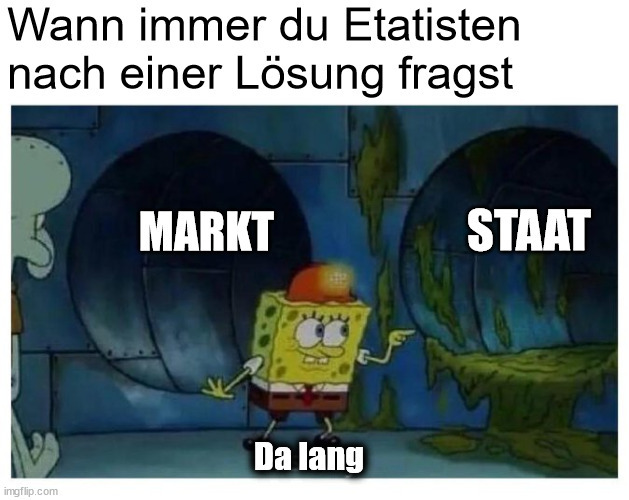 Wann immer du Etatisten
nach einer Lösung fragst
MARKT
STAAT
Da lang
imgflip.com